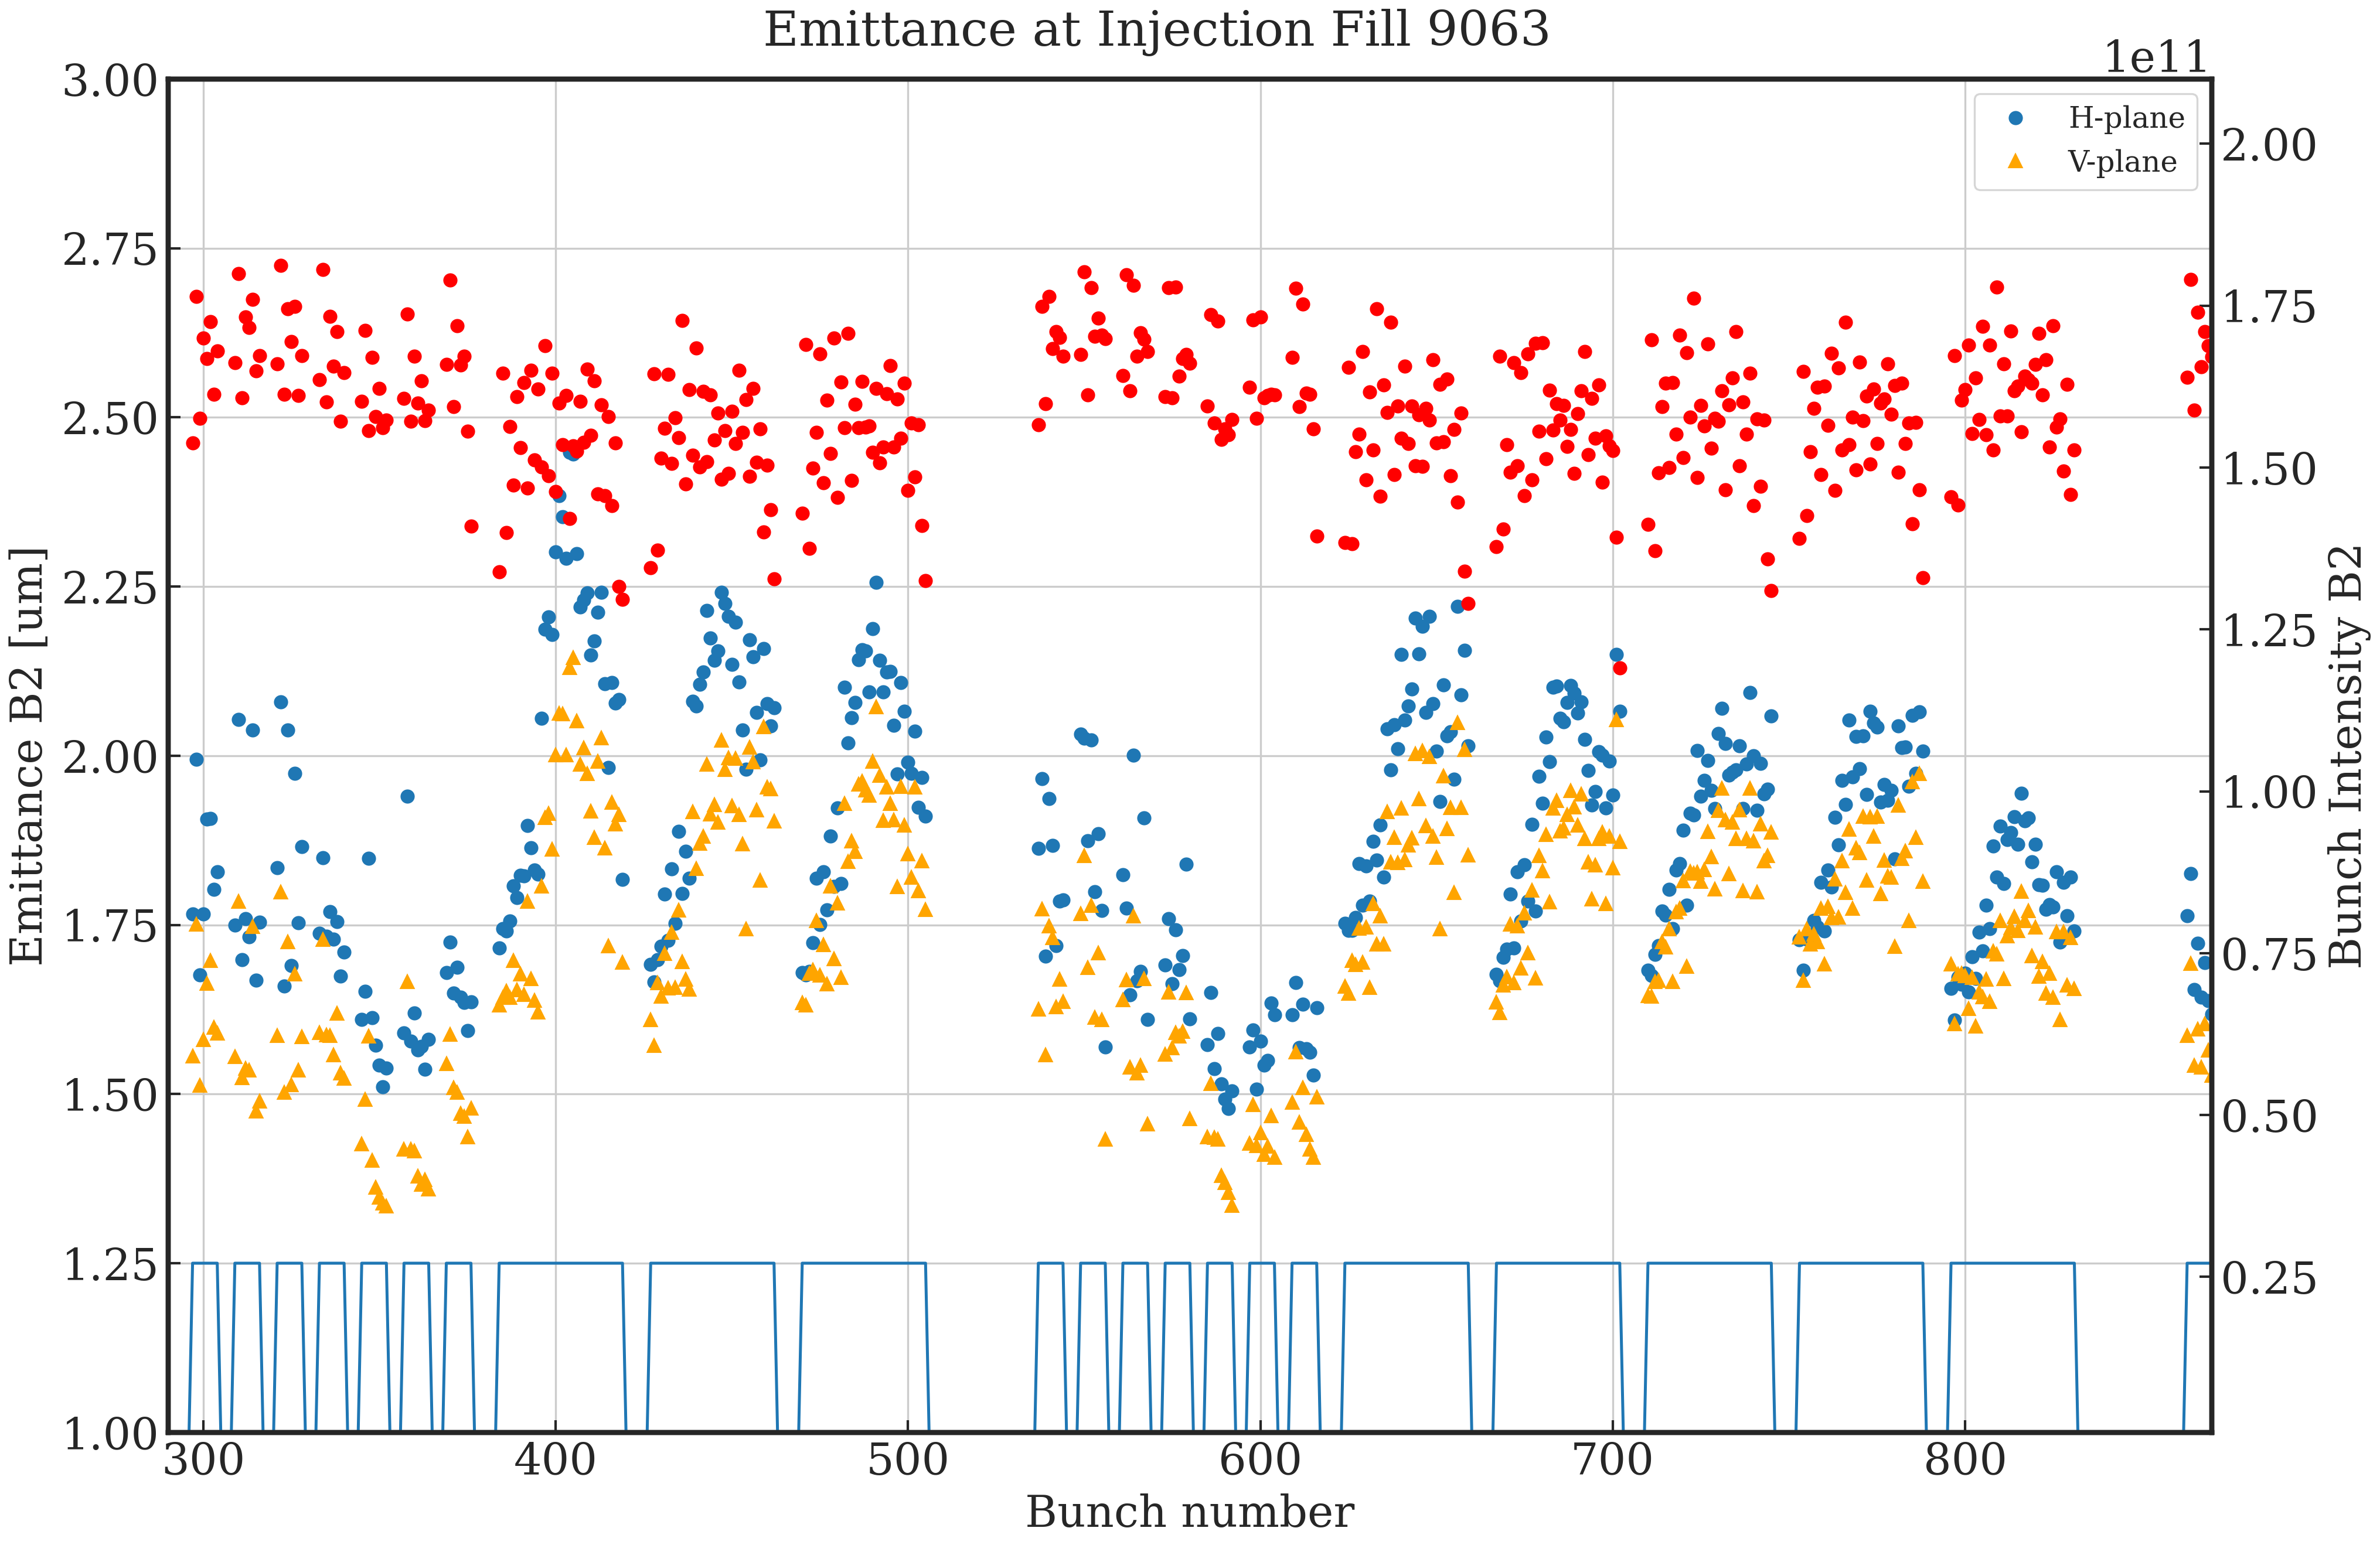 Emittance at Injection Fill 9063
1e11
3.00
2.75
2.50
2.25
2.00
1.75
1.50
1.25
1.00
Emittance B2 [um]
H-plane
V-plane
2.00
1.75
1.50
1.25
1.00
0.75
0.50
0.25
Bunch Intensity B2
300 400 500 600 700 800
Bunch number